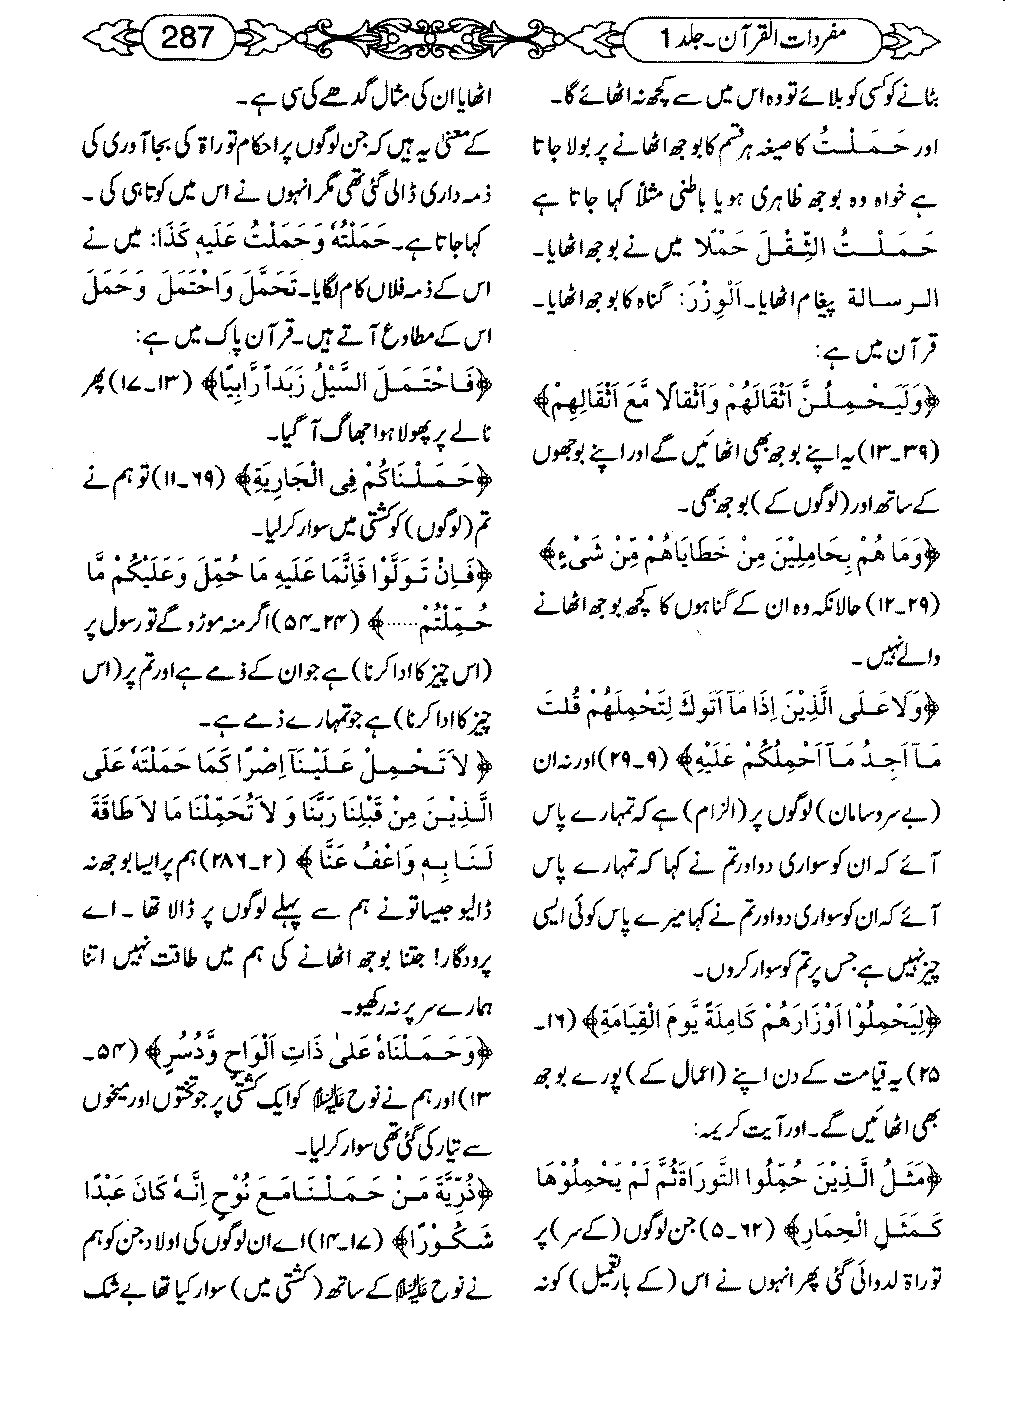 مفردات القرآن۔ جلد 1
287
ہٹانے کو کسی کو بلائے تو وہ اس میں سے کچھ نہ اٹھائے گا۔
اور حَمَلْتُ کا صیغہ ہر قسم کا بوجھ اٹھانے پر بولا جاتا
ہے خواہ وہ بوجھ ظاہری ہو یا باطنی مثلاً کہا جاتا ہے
حَمَلْتُ الثِّقْلَ حَمْلًا میں نے بوجھ اٹھایا۔
الرسالة پیغام اٹھایا۔ اَلْوِزْرَ: گناہ کا بوجھ اٹھایا۔
قرآن میں ہے:
﴿وَلَیَحْمِلُنَّ اَثْقَالَهُمْ وَاَثْقَالًا مَّعَ اَثْقَالِهِمْ﴾
(۲۹۔۱۳) یہ اپنے بوجھ بھی اٹھائیں گے اور اپنے بوجھوں
کے ساتھ اور (لوگوں کے) بوجھ بھی۔
﴿وَمَا هُمْ بِحَامِلِیْنَ مِنْ خَطَایَاهُمْ مِّنْ شَیْءٍ﴾
(۲۹۔۱۲) حالانکہ وہ ان کے گناہوں کا کچھ بوجھ اٹھانے
والے نہیں۔
﴿وَلَا عَلَی الَّذِیْنَ اِذَا مَآ اَتَوْكَ لِتَحْمِلَهُمْ قُلْتَ
مَآ اَجِدُ مَآ اَحْمِلُكُمْ عَلَیْهِ﴾ (۹۔۲۹) اور نہ ان
(بے سروسامان) لوگوں پر (الزام) ہے کہ تمہارے پاس
آئے کہ ان کو سواری دو اور تم نے کہا کہ تمہارے پاس
آئے کہ ان کو سواری دو اور تم نے کہا میرے پاس کوئی ایسی
چیز نہیں ہے جس پر تم کو سوار کروں۔
﴿لِیَحْمِلُوْا اَوْزَارَهُمْ كَامِلَةً یَّوْمَ الْقِیَامَةِ﴾ (۱۶۔
۲۵) یہ قیامت کے دن اپنے (اعمال کے) پورے بوجھ
بھی اٹھائیں گے۔ اور آیت کریمہ:
﴿مَثَلُ الَّذِیْنَ حُمِّلُوا التَّوْرَاةَ ثُمَّ لَمْ یَحْمِلُوْهَا
كَمَثَلِ الْحِمَارِ﴾ (۶۲۔۵) جن لوگوں (کے سر) پر
توراۃ لدوائی گئی پھر انہوں نے اس (کے بار تعمیل) کو نہ
اٹھایا ان کی مثال گدھے کی سی ہے۔
کے معنی یہ ہیں کہ جن لوگوں پر احکام توراۃ کی بجا آوری کی
ذمہ داری ڈالی گئی تھی مگر انہوں نے اس میں کوتاہی کی۔
کہا جاتا ہے۔ حَمَلْتُهٗ وَحَمَلْتُ عَلَیْهِ كَذَا: میں نے
اس کے ذمہ فلاں کام لگایا۔ تَحَمَّلَ وَاحْتَمَلَ وَحَمَلَ
اس کے مطاوع آتے ہیں۔ قرآن پاک میں ہے:
﴿فَاحْتَمَلَ السَّیْلُ زَبَداً رَّابِیًا﴾ (۱۳۔۱۷) پھر
نالے پر پھولا ہوا جھاگ آ گیا۔
﴿حَمَلْنَاكُمْ فِی الْجَارِیَةِ﴾ (۶۹۔۱۱) تو ہم نے
تم (لوگوں) کو کشتی میں سوار کر لیا۔
﴿فَاِنْ تَوَلَّوْا فَاِنَّمَا عَلَیْهِ مَا حُمِّلَ وَعَلَیْكُمْ مَّا
حُمِّلْتُمْ......﴾ (۲۴۔۵۴) اگر منہ موڑو گے تو رسول پر
(اس چیز کا ادا کرنا) ہے جو ان کے ذمے ہے اور تم پر (اس
چیز کا ادا کرنا) ہے جو تمہارے ذمے ہے۔
﴿لاَ تَحْمِلْ عَلَیْنَآ اِصْرًا كَمَا حَمَلْتَهٗ عَلَی
الَّذِیْنَ مِنْ قَبْلِنَا رَبَّنَا وَلاَ تُحَمِّلْنَا مَا لاَ طَاقَةَ
لَنَا بِهٖ وَاعْفُ عَنَّا﴾ (۲۔۲۸۶) ہم پر ایسا بوجھ نہ
ڈالیو جیسا تو نے ہم سے پہلے لوگوں پر ڈالا تھا۔ اے
پرودگار! جتنا بوجھ اٹھانے کی ہم میں طاقت نہیں اتنا
ہمارے سر پر نہ رکھیو۔
﴿وَحَمَلْنَاهُ عَلیٰ ذَاتِ اَلْوَاحٍ وَّدُسُرٍ﴾ (۵۴۔
۱۳) اور ہم نے نوح علیہ السلام کو ایک کشتی پر جو تختوں اور میخوں
سے تیار کی گئی تھی سوار کر لیا۔
﴿ذُرِّیَّةَ مَنْ حَمَلْنَا مَعَ نُوْحٍ اِنَّهٗ كَانَ عَبْدًا
شَكُوْرًا﴾ (۱۷۔۱۴) اے ان لوگوں کی اولاد جن کو ہم
نے نوح علیہ السلام کے ساتھ (کشتی میں) سوار کیا تھا بے شک